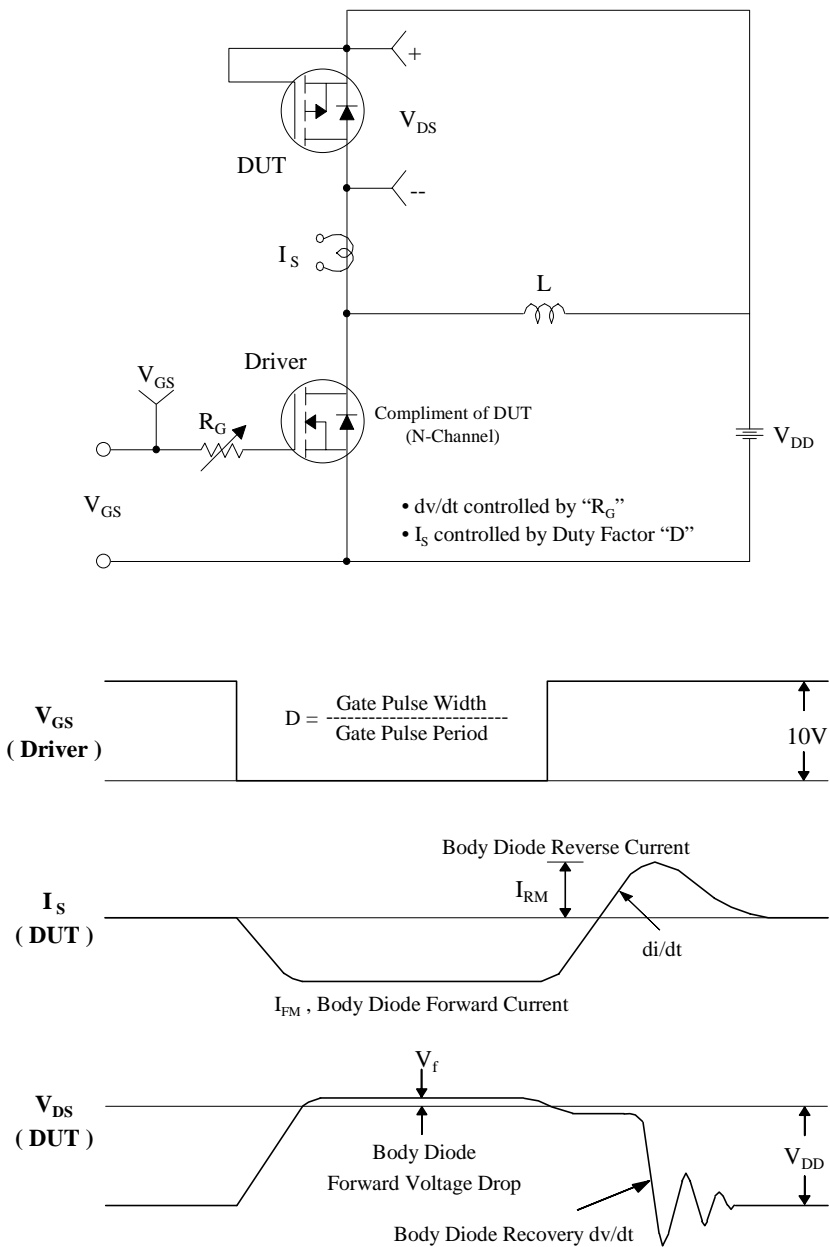 +
V_DS
DUT
--
I_S
L
Driver
V_GS
R_G
Compliment of DUT
(N-Channel)
V_DD
V_GS
• dv/dt controlled by “R_G”
• I_S controlled by Duty Factor “D”
V_GS
( Driver )
D = Gate Pulse Width
--------------------------
Gate Pulse Period
10V
Body Diode Reverse Current
I_S
( DUT )
I_RM
di/dt
I_FM , Body Diode Forward Current
V_f
V_DS
( DUT )
Body Diode
Forward Voltage Drop
V_DD
Body Diode Recovery dv/dt